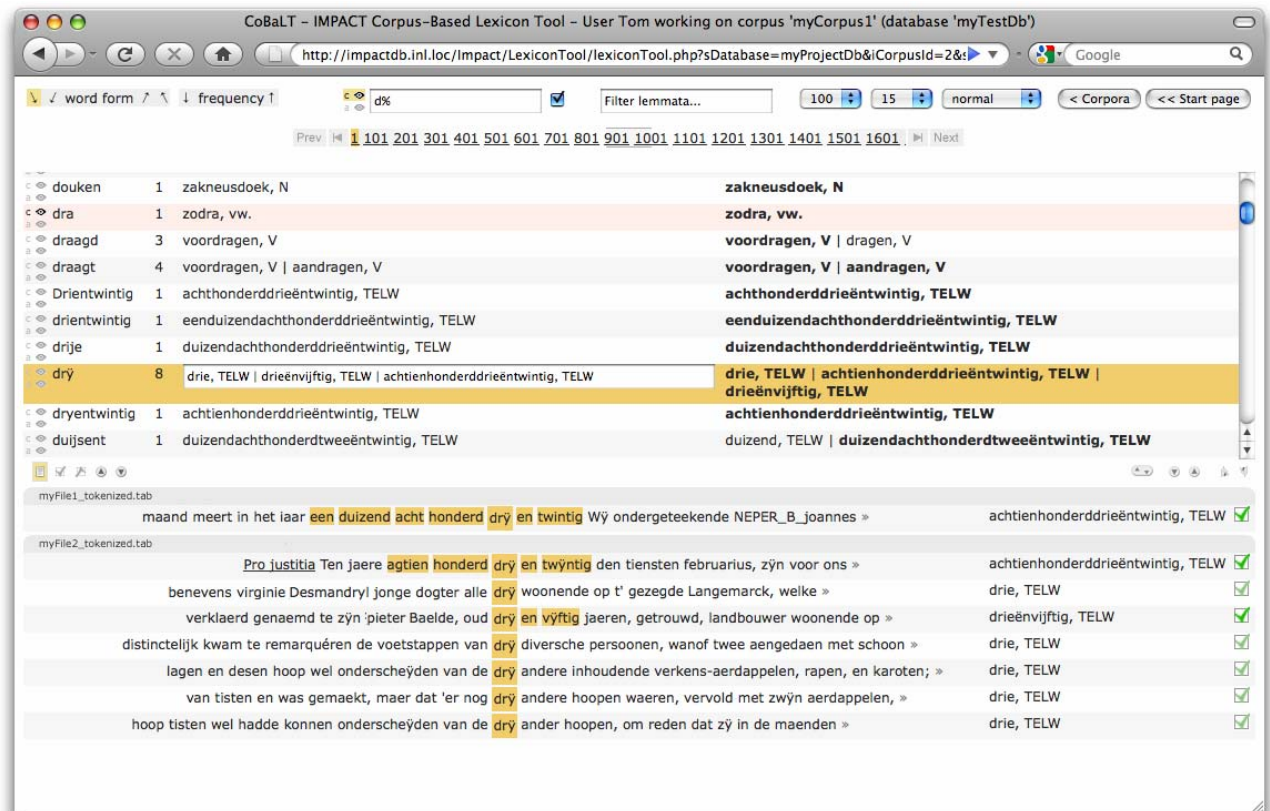 CoBaLT – IMPACT Corpus-Based Lexicon Tool – User Tom working on corpus 'myCorpus1' (database 'myTestDb')
http://impactdb.inl.loc/Impact/LexiconTool/lexiconTool.php?sDatabase=myProjectDb&iCorpusId=2&s Google
word form frequency c a d% Filter lemmata... 100 15 normal < Corpora << Start page
Prev 1 101 201 301 401 501 601 701 801 901 1001 1101 1201 1301 1401 1501 1601 Next
c a douken 1 zakneusdoek, N zakneusdoek, N
c a dra 1 zodra, vw. zodra, vw.
c a draagd 3 voordragen, V voordragen, V | dragen, V
c a draagt 4 voordragen, V | aandragen, V voordragen, V | aandragen, V
c a Drientwintig 1 achthonderddrieëntwintig, TELW achthonderddrieëntwintig, TELW
c a drientwintig 1 eenduizendachthonderddrieëntwintig, TELW eenduizendachthonderddrieëntwintig, TELW
c a drije 1 duizendachthonderddrieëntwintig, TELW duizendachthonderddrieëntwintig, TELW
c a drÿ 8 drie, TELW | drieënvijftig, TELW | achtienhonderddrieëntwintig, TELW drie, TELW | achtienhonderddrieëntwintig, TELW |
drieënvijftig, TELW
c a dryentwintig 1 achtienhonderddrieëntwintig, TELW achtienhonderddrieëntwintig, TELW
c a duijsent 1 duizendachthonderdtweeëntwintig, TELW duizend, TELW | duizendachthonderdtweeëntwintig, TELW
myFile1_tokenized.tab
maand meert in het iaar een duizend acht honderd drÿ en twintig Wÿ ondergeteekende NEPER_B_joannes » achtienhonderddrieëntwintig, TELW
myFile2_tokenized.tab
Pro justitia Ten jaere agtien honderd drÿ en twÿntig den tiensten februarius, zÿn voor ons » achtienhonderddrieëntwintig, TELW
benevens virginie Desmandryl jonge dogter alle drÿ woonende op t' gezegde Langemarck, welke » drie, TELW
verklaerd genaemd te zÿn pieter Baelde, oud drÿ en vÿftig jaeren, getrouwd, landbouwer woonende op » drieënvijftig, TELW
distinctelijk kwam te remarquéren de voetstappen van drÿ diversche persoonen, wanof twee aengedaen met schoon » drie, TELW
lagen en desen hoop wel onderscheÿden van de drÿ andere inhoudende verkens-aerdappelen, rapen, en karoten; » drie, TELW
van tisten en was gemaekt, maer dat 'er nog drÿ andere hoopen waeren, vervold met zwÿn aerdappelen, » drie, TELW
hoop tisten wel hadde konnen onderscheÿden van de drÿ ander hoopen, om reden dat zÿ in de maenden » drie, TELW